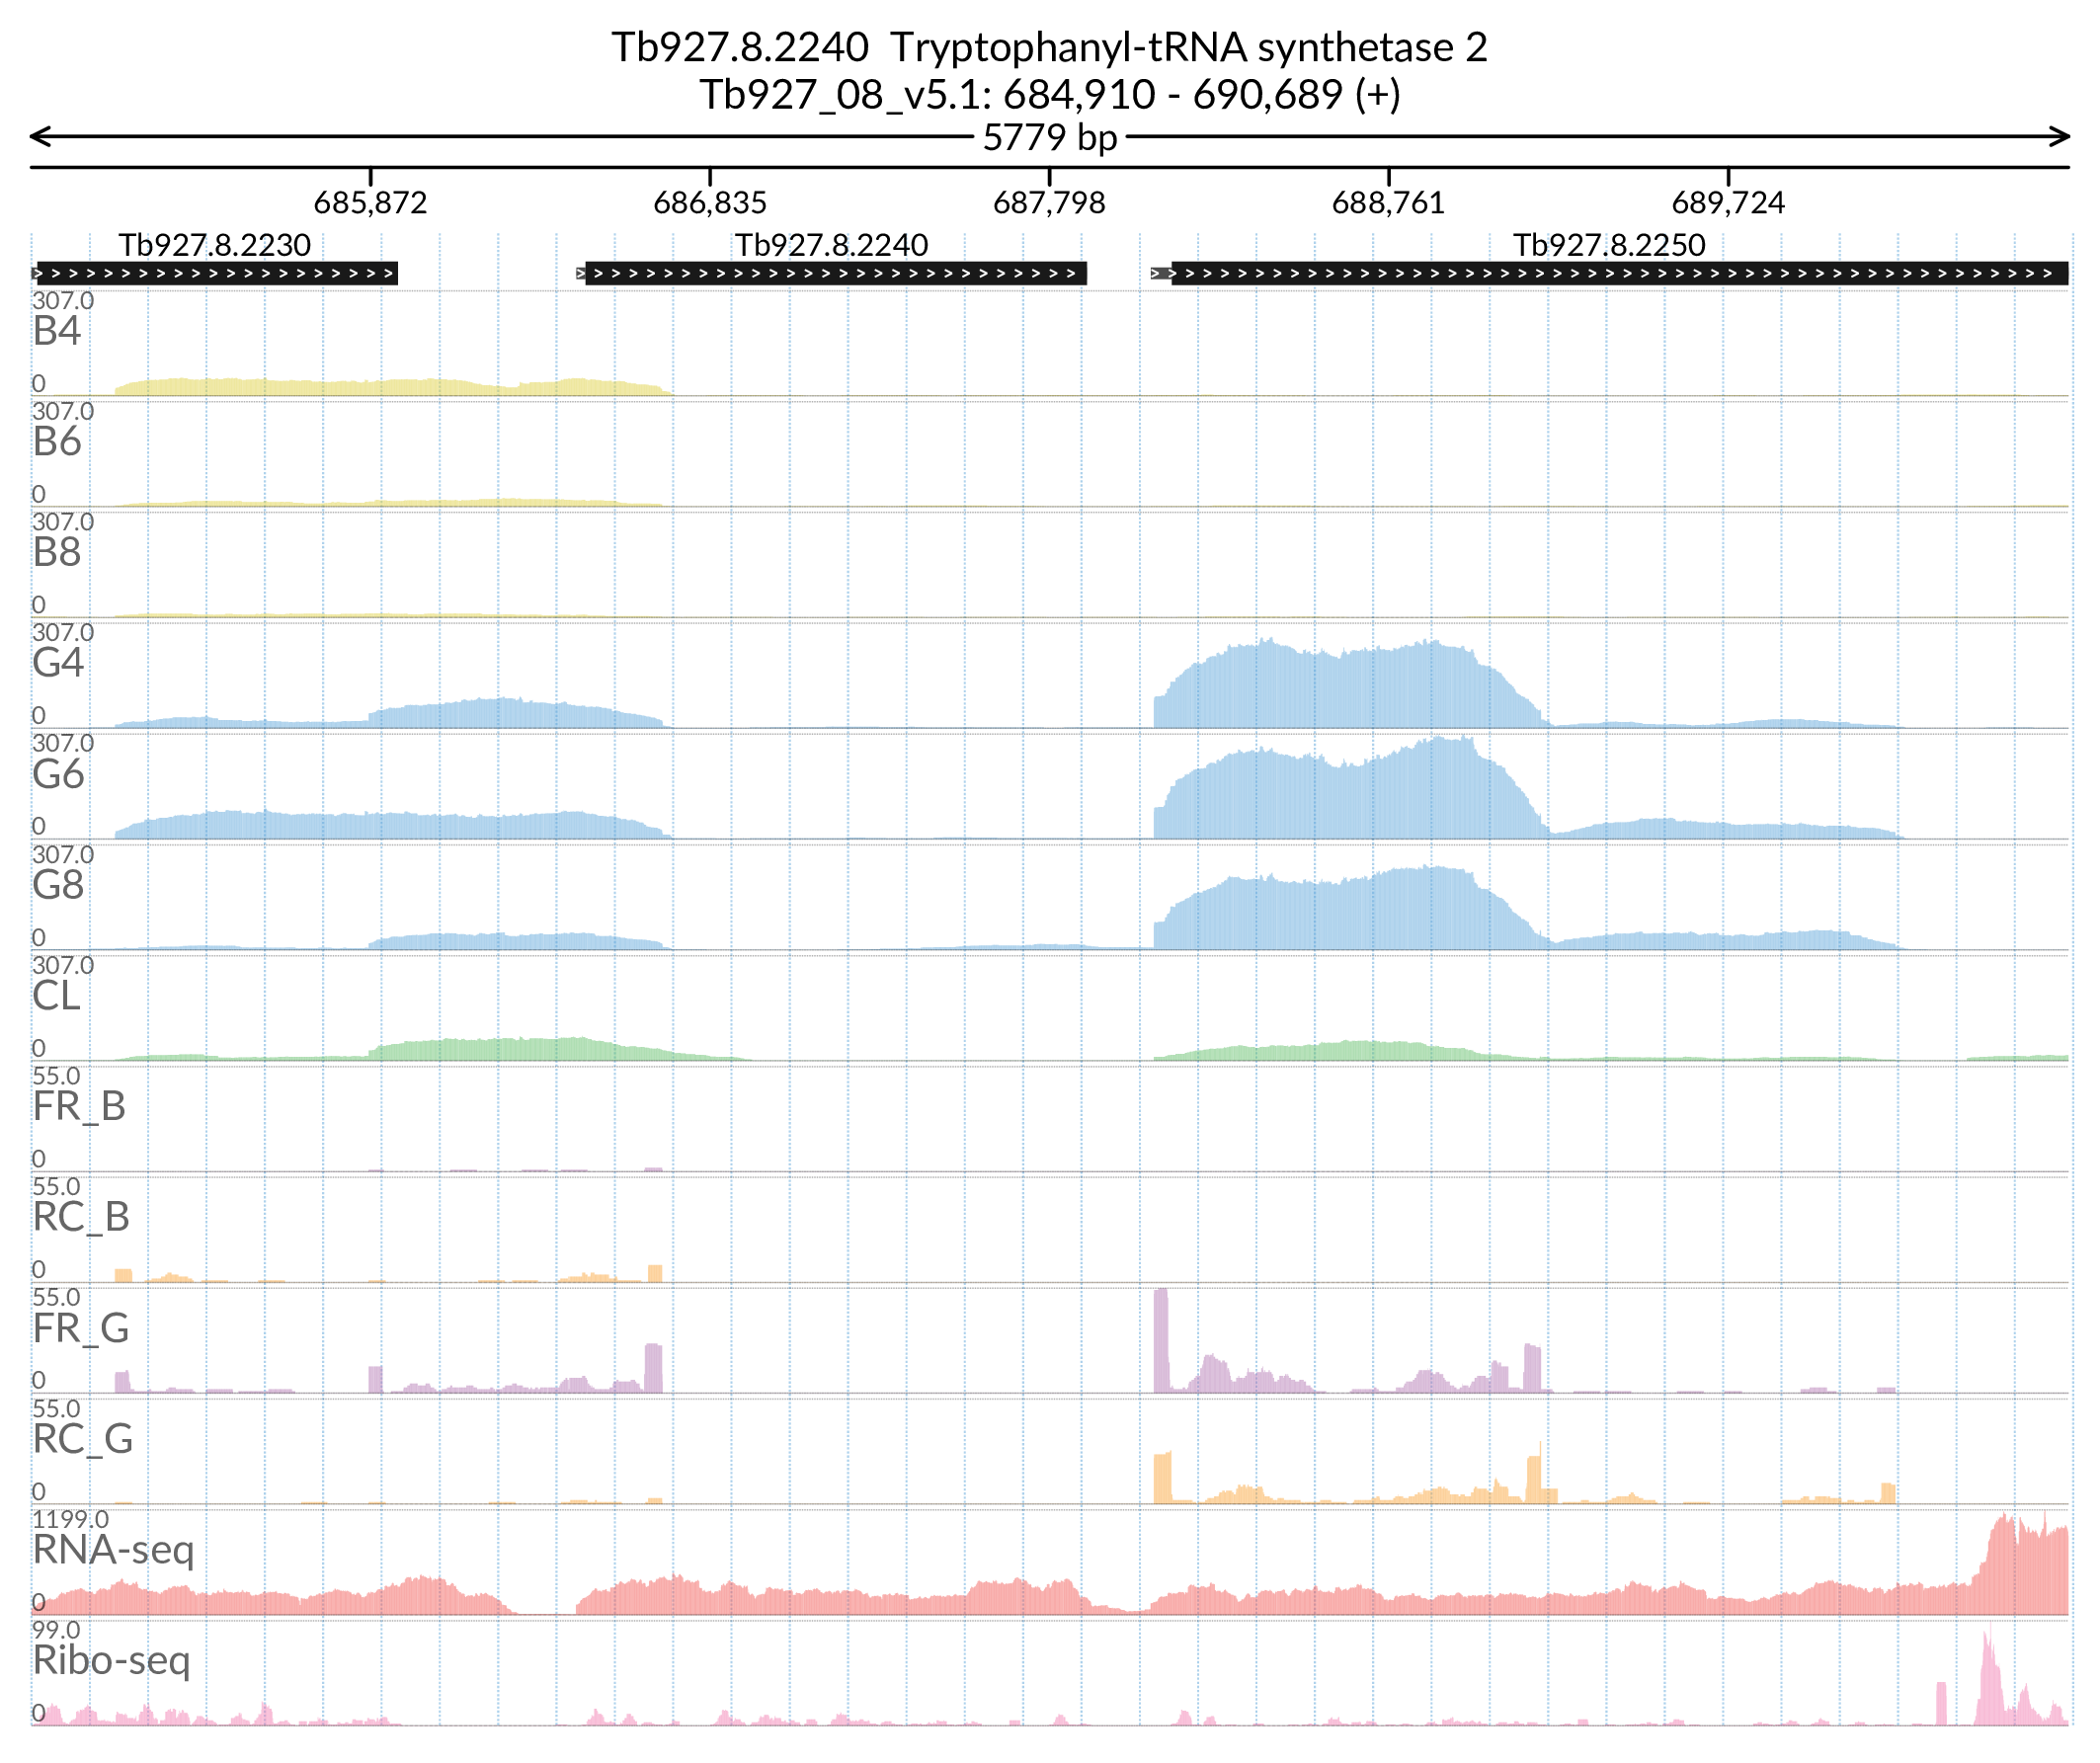 Tb927.8.2240 Tryptophanyl-tRNA synthetase 2
Tb927_08_v5.1: 684,910 - 690,689 (+)
5779 bp
685,872 686,835 687,798 688,761 689,724
Tb927.8.2230 Tb927.8.2240 Tb927.8.2250
307.0
B4
0
307.0
B6
0
307.0
B8
0
307.0
G4
0
307.0
G6
0
307.0
G8
0
307.0
CL
0
55.0
FR_B
0
55.0
RC_B
0
55.0
FR_G
0
55.0
RC_G
0
1199.0
RNA-seq
0
99.0
Ribo-seq
0